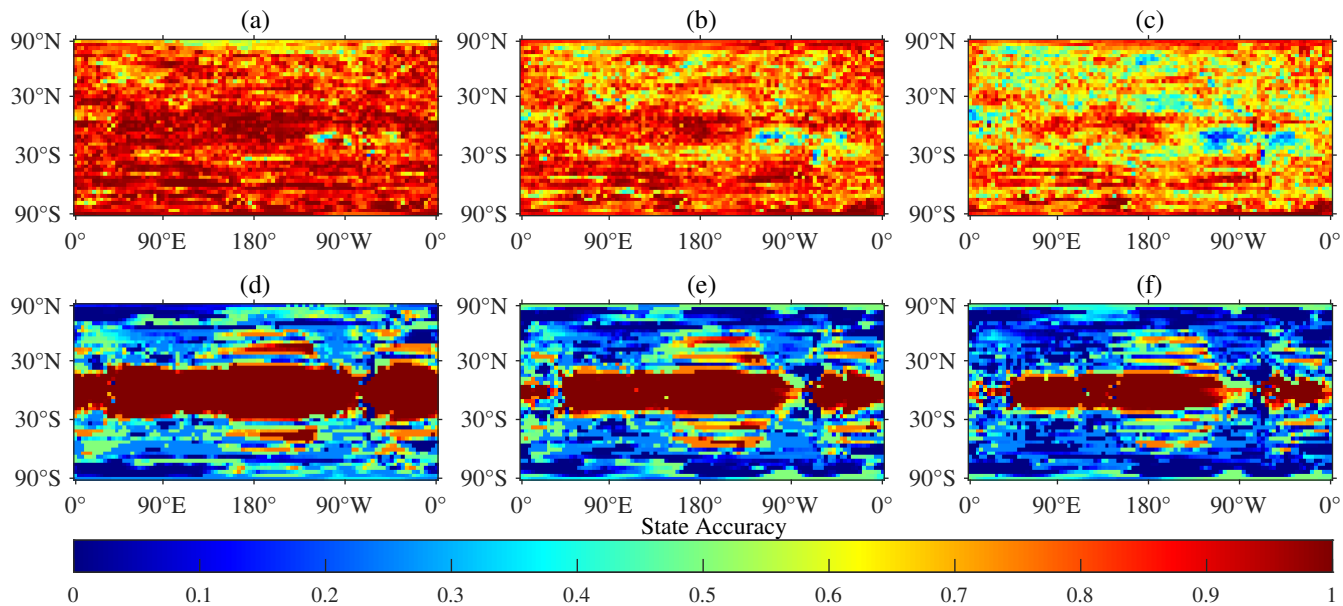 (a) (b) (c)
90°N 90°N 90°N
30°N 30°N 30°N
30°S 30°S 30°S
90°S 90°S 90°S
0° 90°E 180° 90°W 0° 0° 90°E 180° 90°W 0° 0° 90°E 180° 90°W 0°
(d) (e) (f)
90°N 90°N 90°N
30°N 30°N 30°N
30°S 30°S 30°S
90°S 90°S 90°S
0° 90°E 180° 90°W 0° 0° 90°E 180° 90°W 0° 0° 90°E 180° 90°W 0°
State Accuracy
0 0.1 0.2 0.3 0.4 0.5 0.6 0.7 0.8 0.9 1